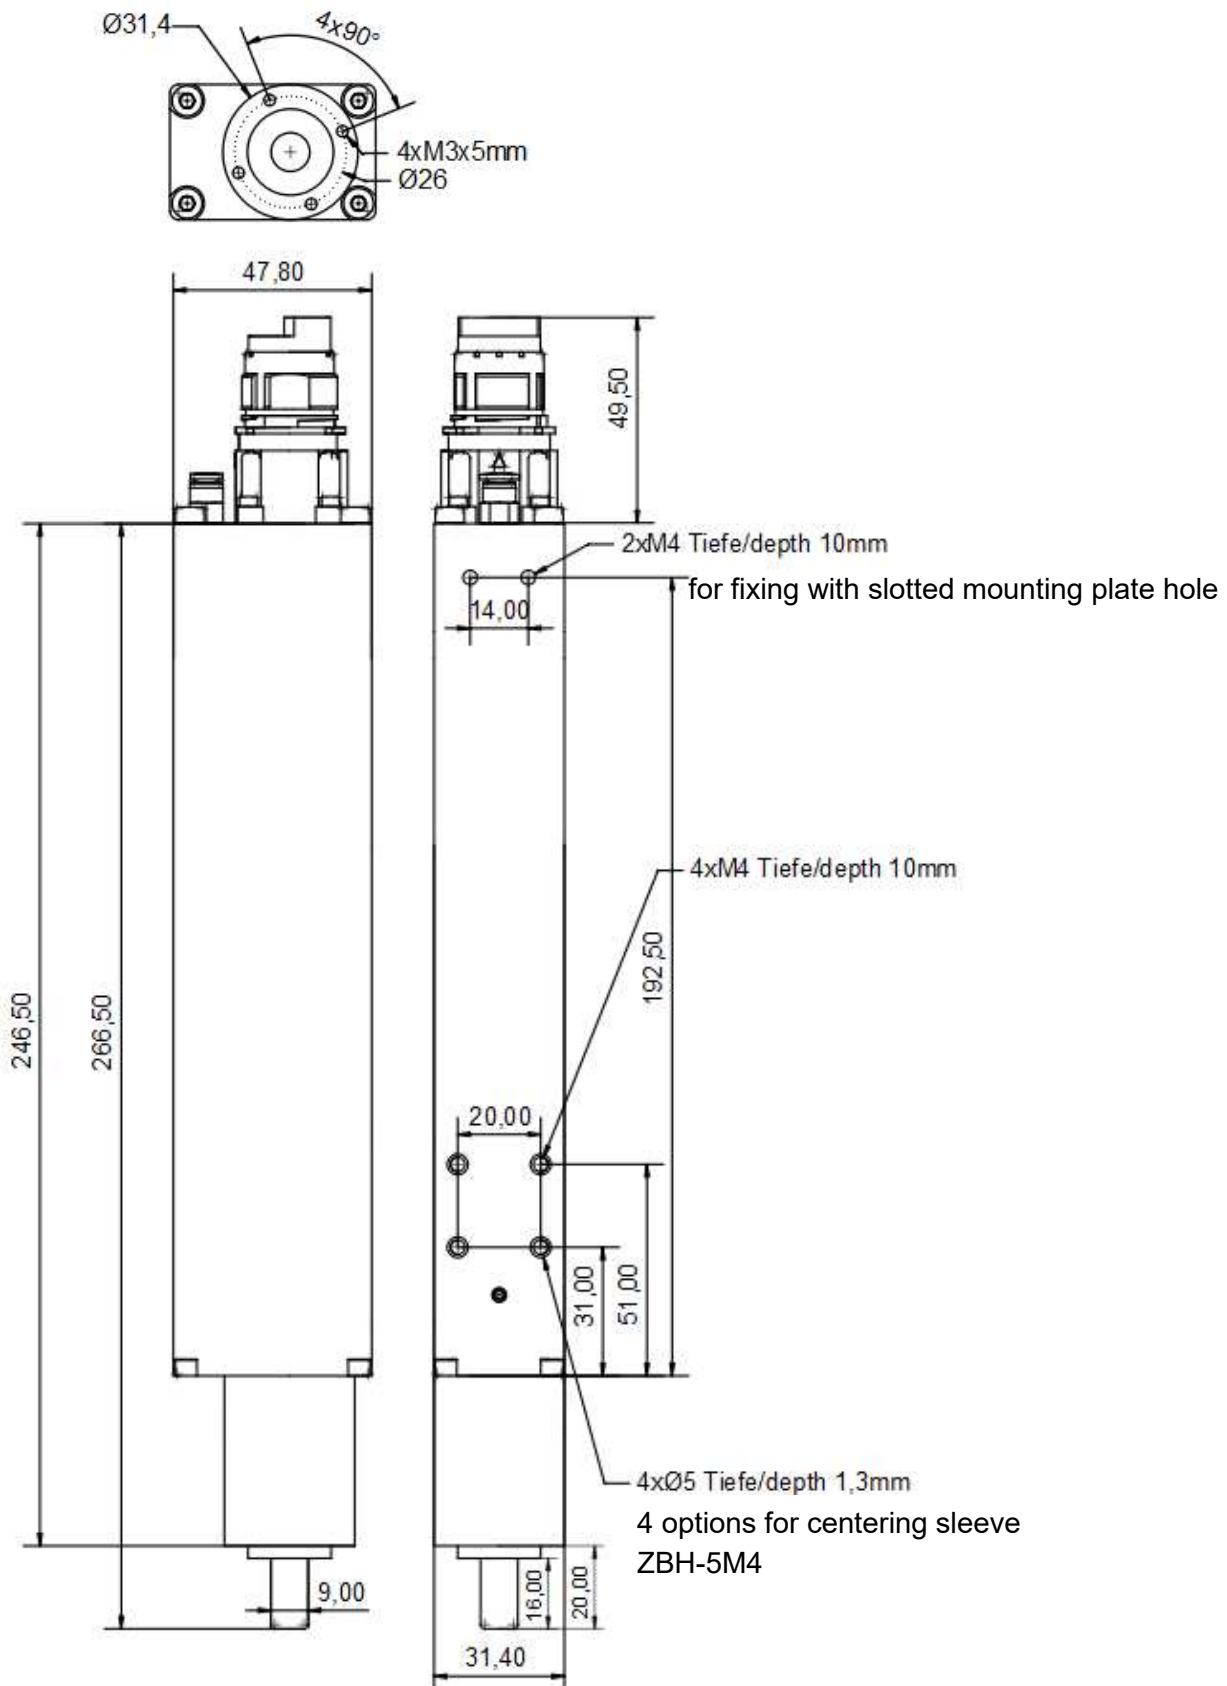 Ø31,4
4x90°
4xM3x5mm
Ø26
47,80
49,50
2xM4 Tiefe/depth 10mm
for fixing with slotted mounting plate hole
14,00
4xM4 Tiefe/depth 10mm
192,50
246,50
266,50
20,00
31,00
51,00
4xØ5 Tiefe/depth 1,3mm
4 options for centering sleeve
ZBH-5M4
9,00
16,00
20,00
31,40